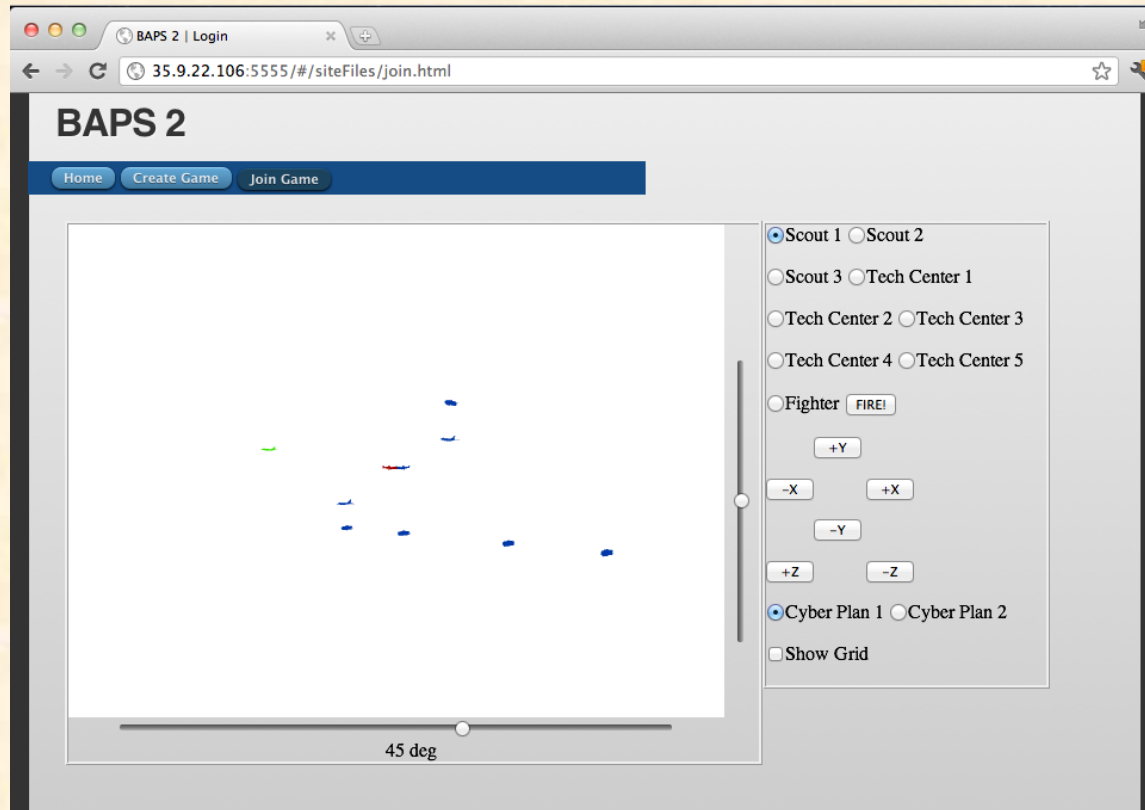 BAPS 2 | Login
35.9.22.106:5555/#/siteFiles/join.html
BAPS 2
Home Create Game Join Game
Scout 1 Scout 2
Scout 3 Tech Center 1
Tech Center 2 Tech Center 3
Tech Center 4 Tech Center 5
Fighter FIRE!
+Y
-X +X
-Y
+Z -Z
Cyber Plan 1 Cyber Plan 2
Show Grid
45 deg